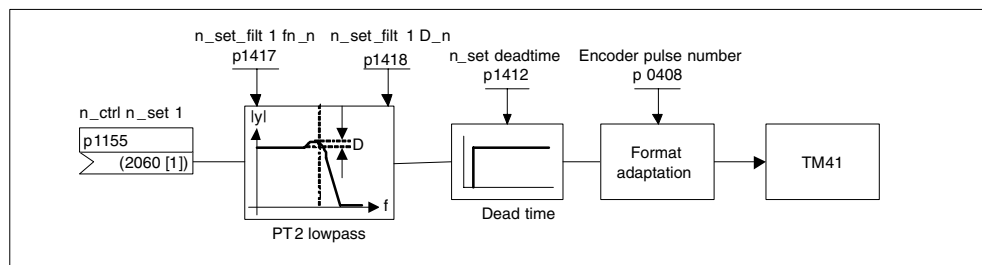 n_set_filt 1 fn_n
p1417
n_set_filt 1 D_n
p1418
n_set deadtime
p1412
Encoder pulse number
p 0408
n_ctrl n_set 1
p1155
(2060 [1])
|y|
D
f
PT2 lowpass
Dead time
Format
adaptation
TM41